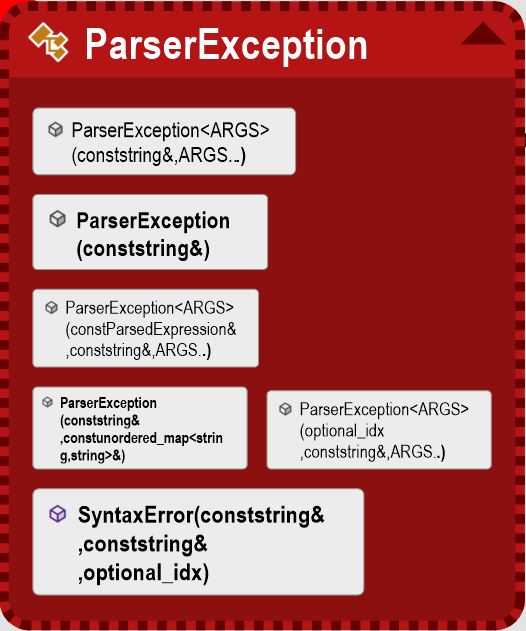 ParserException
ParserException<ARGS>
(conststring&,ARGS...)
ParserException
(conststring&)
ParserException<ARGS>
(constParsedExpression&
,conststring&,ARGS...)
ParserException
(conststring&
,constunordered_map<strin
g,string>&)
ParserException<ARGS>
(optional_idx
,conststring&,ARGS...)
SyntaxError(conststring&
,conststring&
,optional_idx)